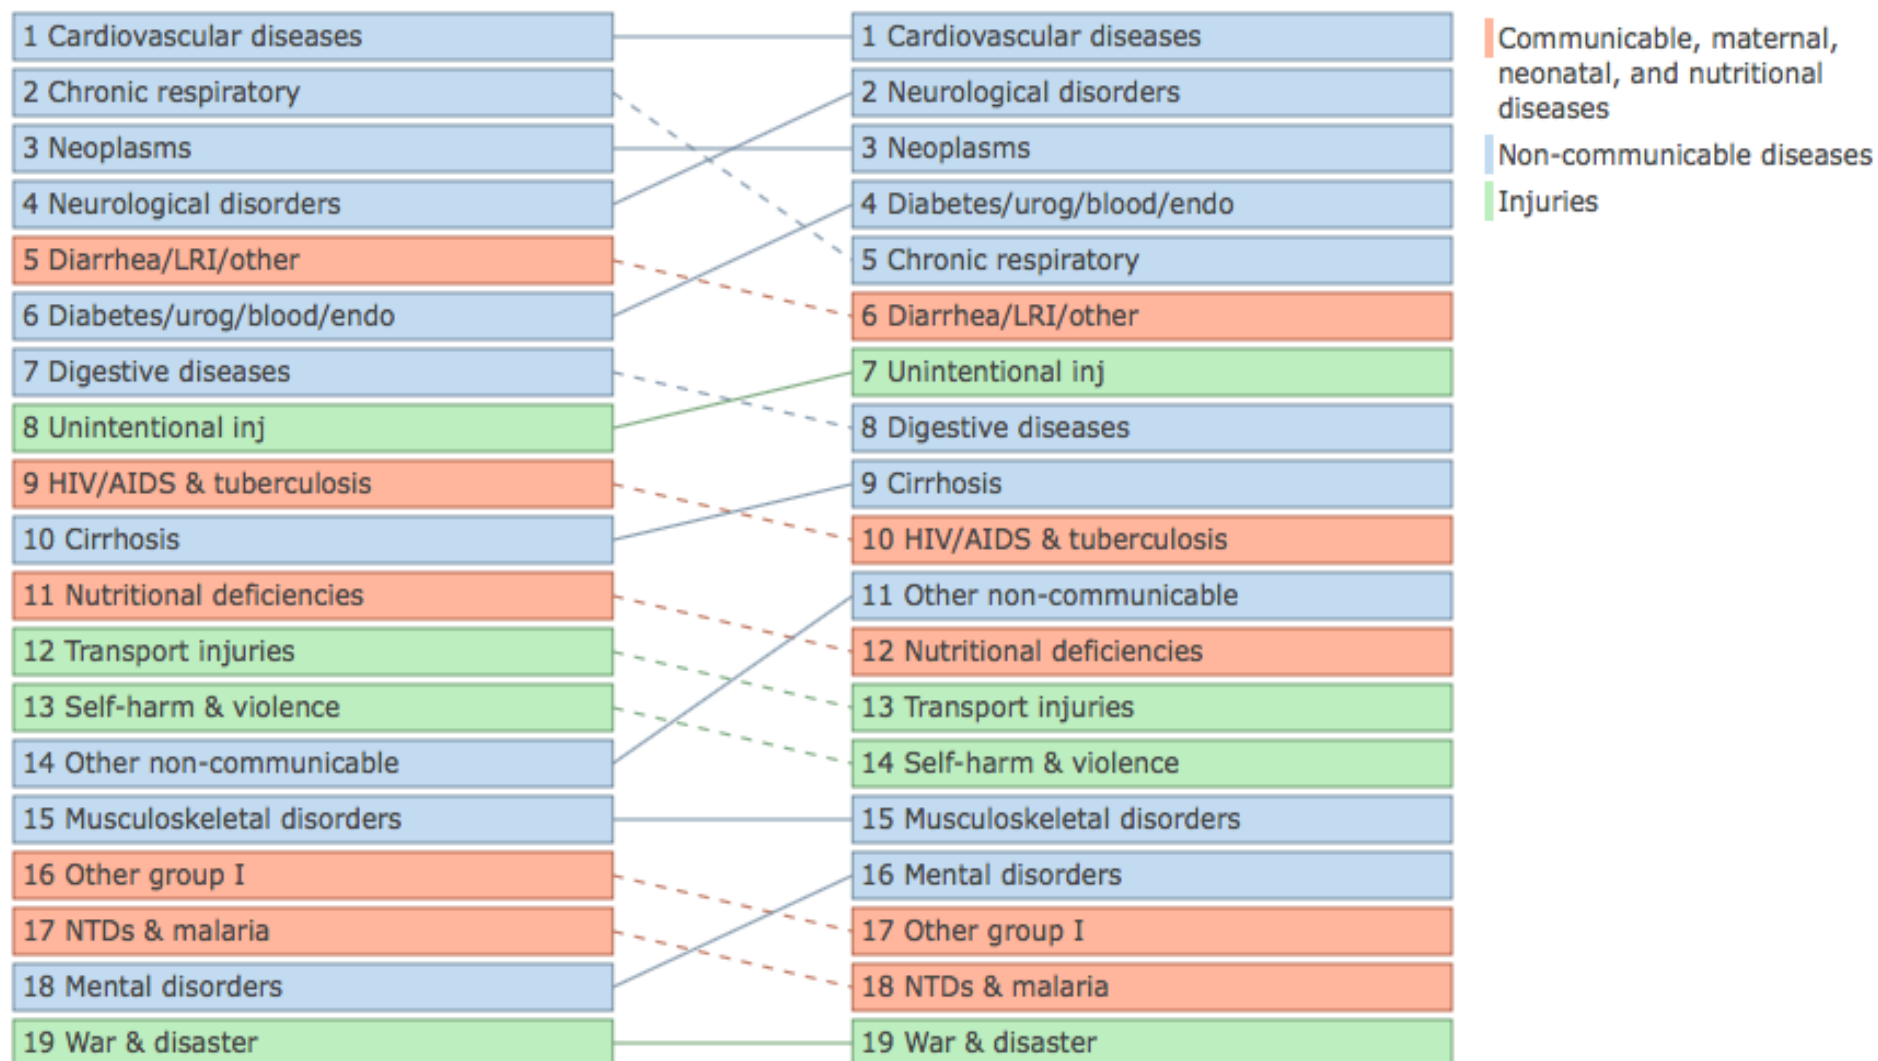 1 Cardiovascular diseases
2 Chronic respiratory
3 Neoplasms
4 Neurological disorders
5 Diarrhea/LRI/other
6 Diabetes/urog/blood/endo
7 Digestive diseases
8 Unintentional inj
9 HIV/AIDS & tuberculosis
10 Cirrhosis
11 Nutritional deficiencies
12 Transport injuries
13 Self-harm & violence
14 Other non-communicable
15 Musculoskeletal disorders
16 Other group I
17 NTDs & malaria
18 Mental disorders
19 War & disaster
1 Cardiovascular diseases
2 Neurological disorders
3 Neoplasms
4 Diabetes/urog/blood/endo
5 Chronic respiratory
6 Diarrhea/LRI/other
7 Unintentional inj
8 Digestive diseases
9 Cirrhosis
10 HIV/AIDS & tuberculosis
11 Other non-communicable
12 Nutritional deficiencies
13 Transport injuries
14 Self-harm & violence
15 Musculoskeletal disorders
16 Mental disorders
17 Other group I
18 NTDs & malaria
19 War & disaster
Communicable, maternal,
neonatal, and nutritional
diseases
Non-communicable diseases
Injuries